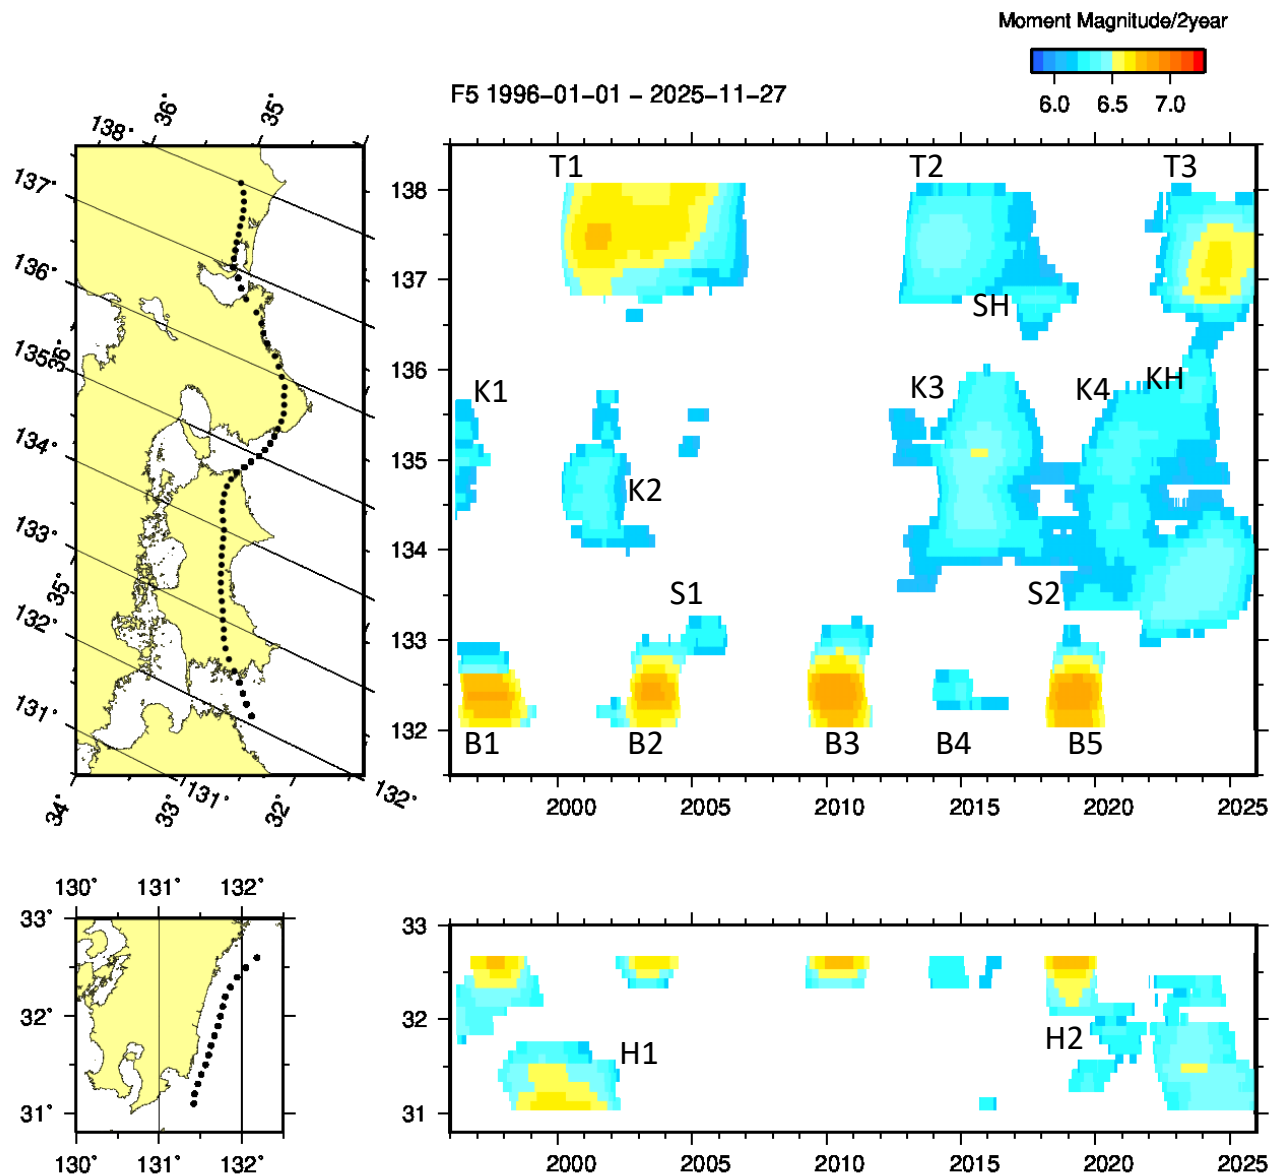 Moment Magnitude/2year
6.0 6.5 7.0
F5 1996-01-01 - 2025-11-27
138° 36° 35°
137°
136°
135° 36°
134°
133°
35°
132°
131°
34° 33° 131° 32° 132°
T1 T2 T3
138
137
SH
136
K1 K3 K4 KH
135
K2
134
S1 S2
133
132
B1 B2 B3 B4 B5
2000 2005 2010 2015 2020 2025
130° 131° 132°
33°
32°
31°
130° 131° 132°
33
32
H1 H2
31
2000 2005 2010 2015 2020 2025